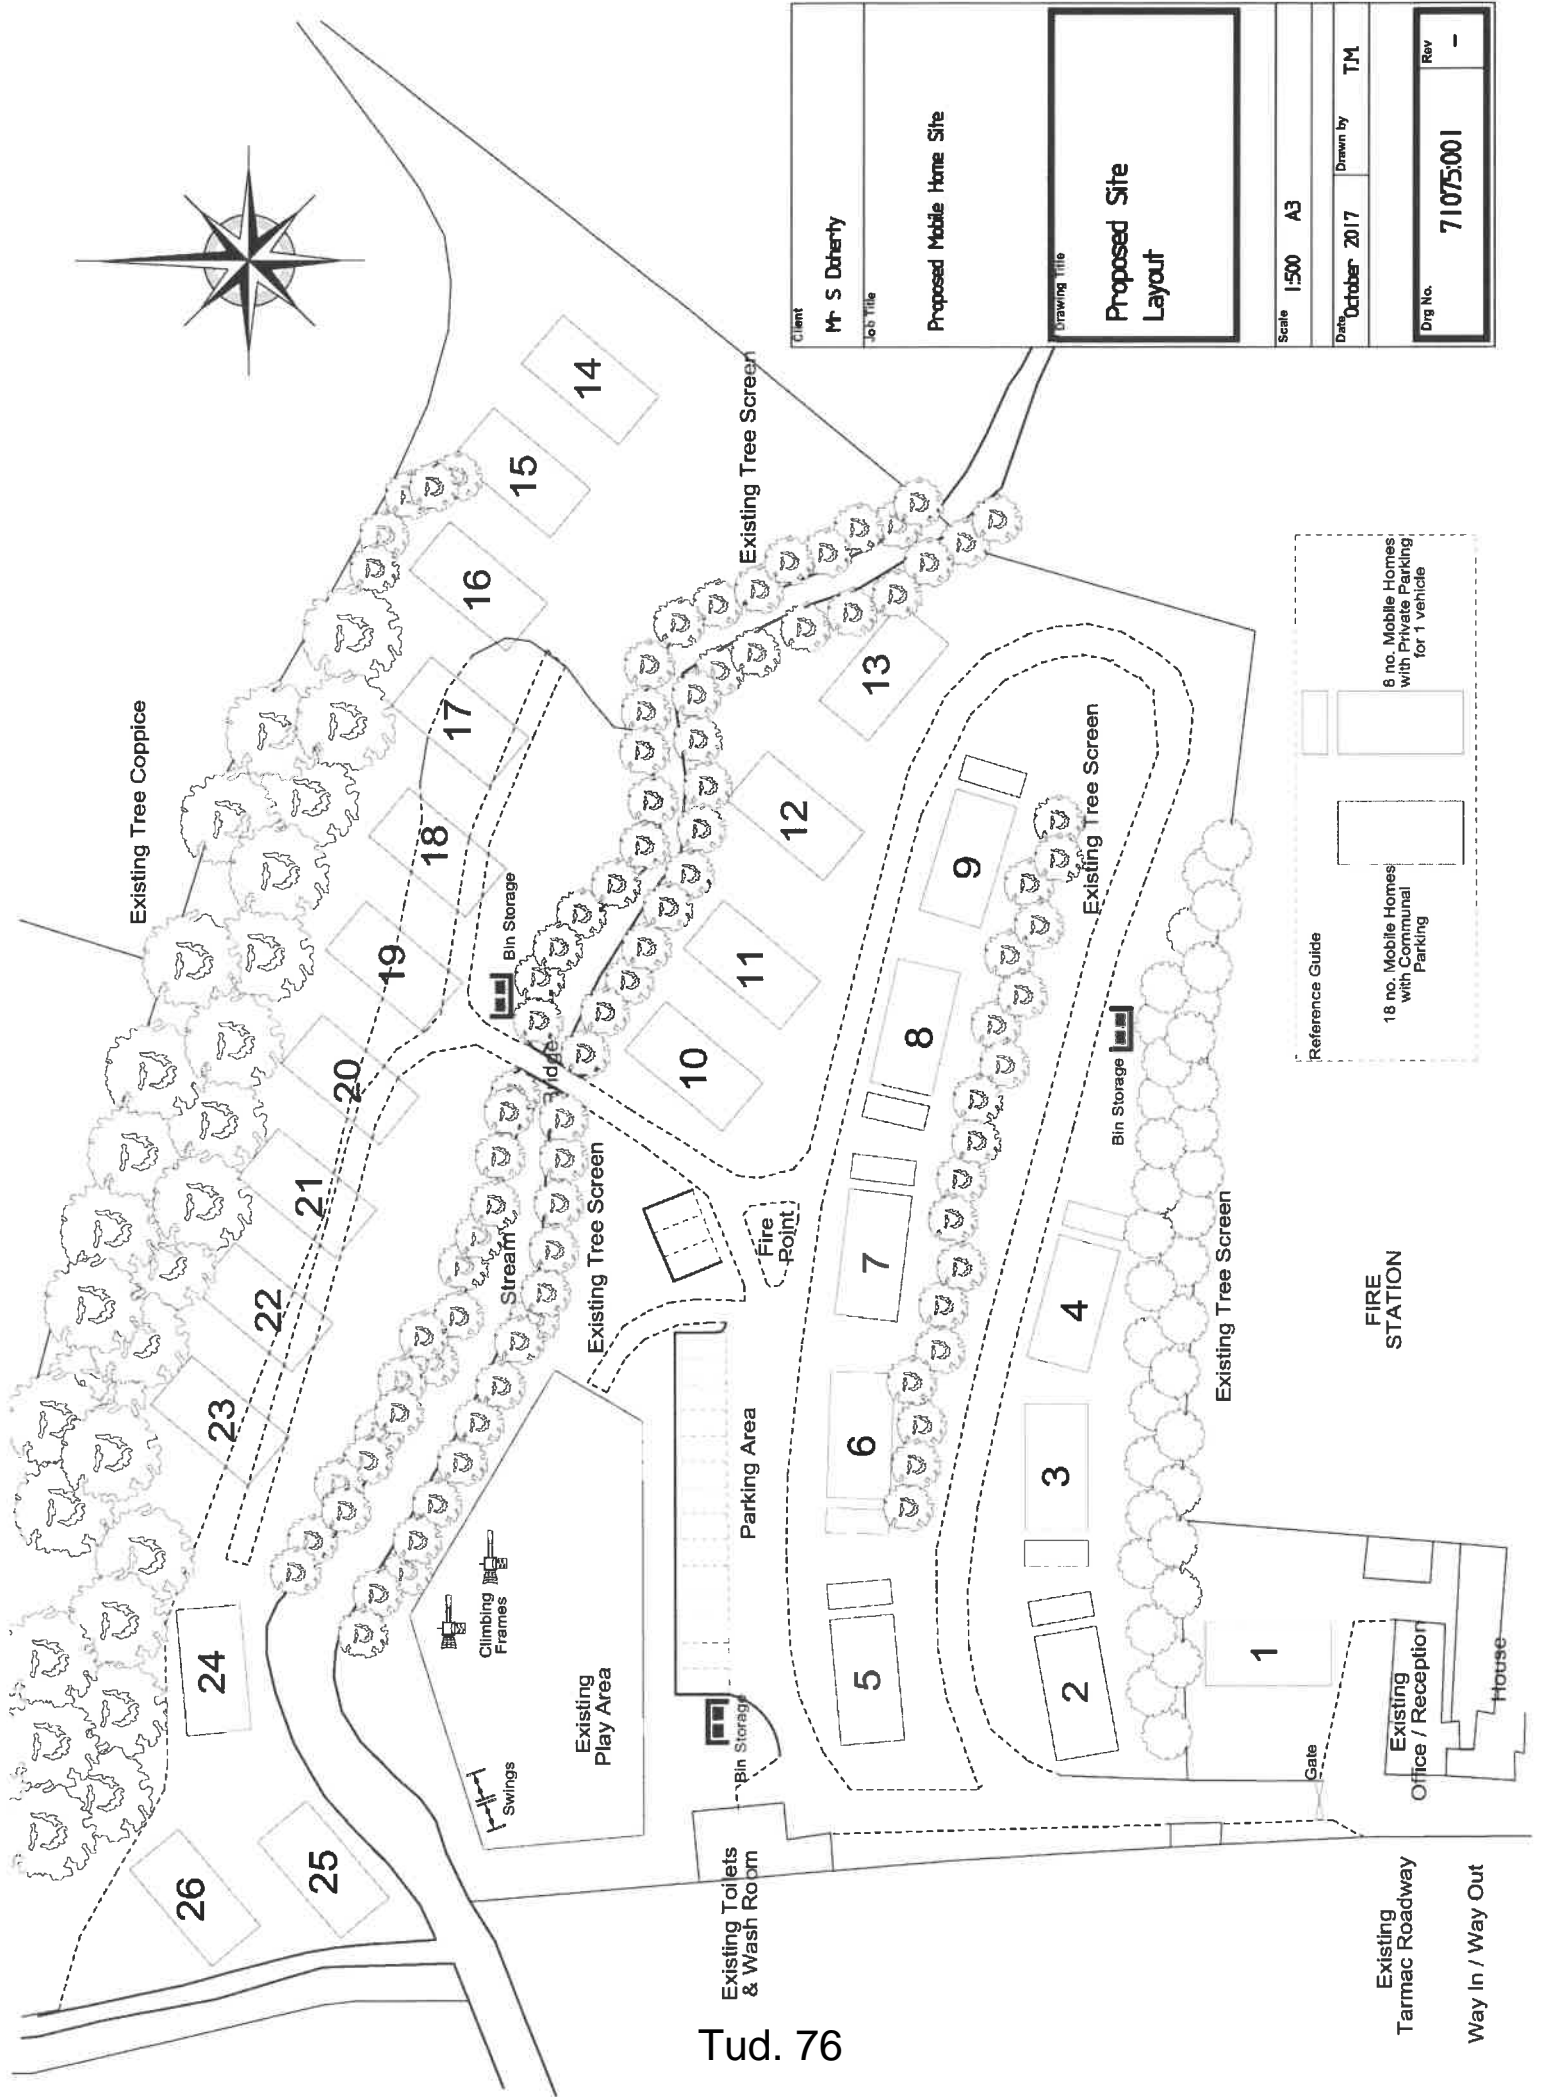 Existing Tree Coppice
14
15
16
17
18
19
20
21
22
23
24
25
26
Bin Storage
Stream
Existing Tree Screen
Existing Tree Screen
10
11
12
13
Climbing
Frames
Swings
Existing
Play Area
Parking Area
Bin Storage
Fire
Point
Existing Toilets
& Wash Room
5
6
7
8
9
Existing Tree Screen
1
2
3
4
Bin Storage
Existing Tree Screen
Gate
Existing
Office / Reception
House
FIRE
STATION
Existing
Tarmac Roadway
Way In / Way Out
Reference Guide
18 no. Mobile Homes
with Communal
Parking
8 no. Mobile Homes
with Private Parking
for 1 vehicle
Client
Mr S Doherty
Job Title
Proposed Mobile Home Site
Drawing Title
Proposed Site
Layout
Scale 1:500 A3
Date October 2017 Drawn by T.M.
Drg No. 71075:001 Rev -
Tud. 76